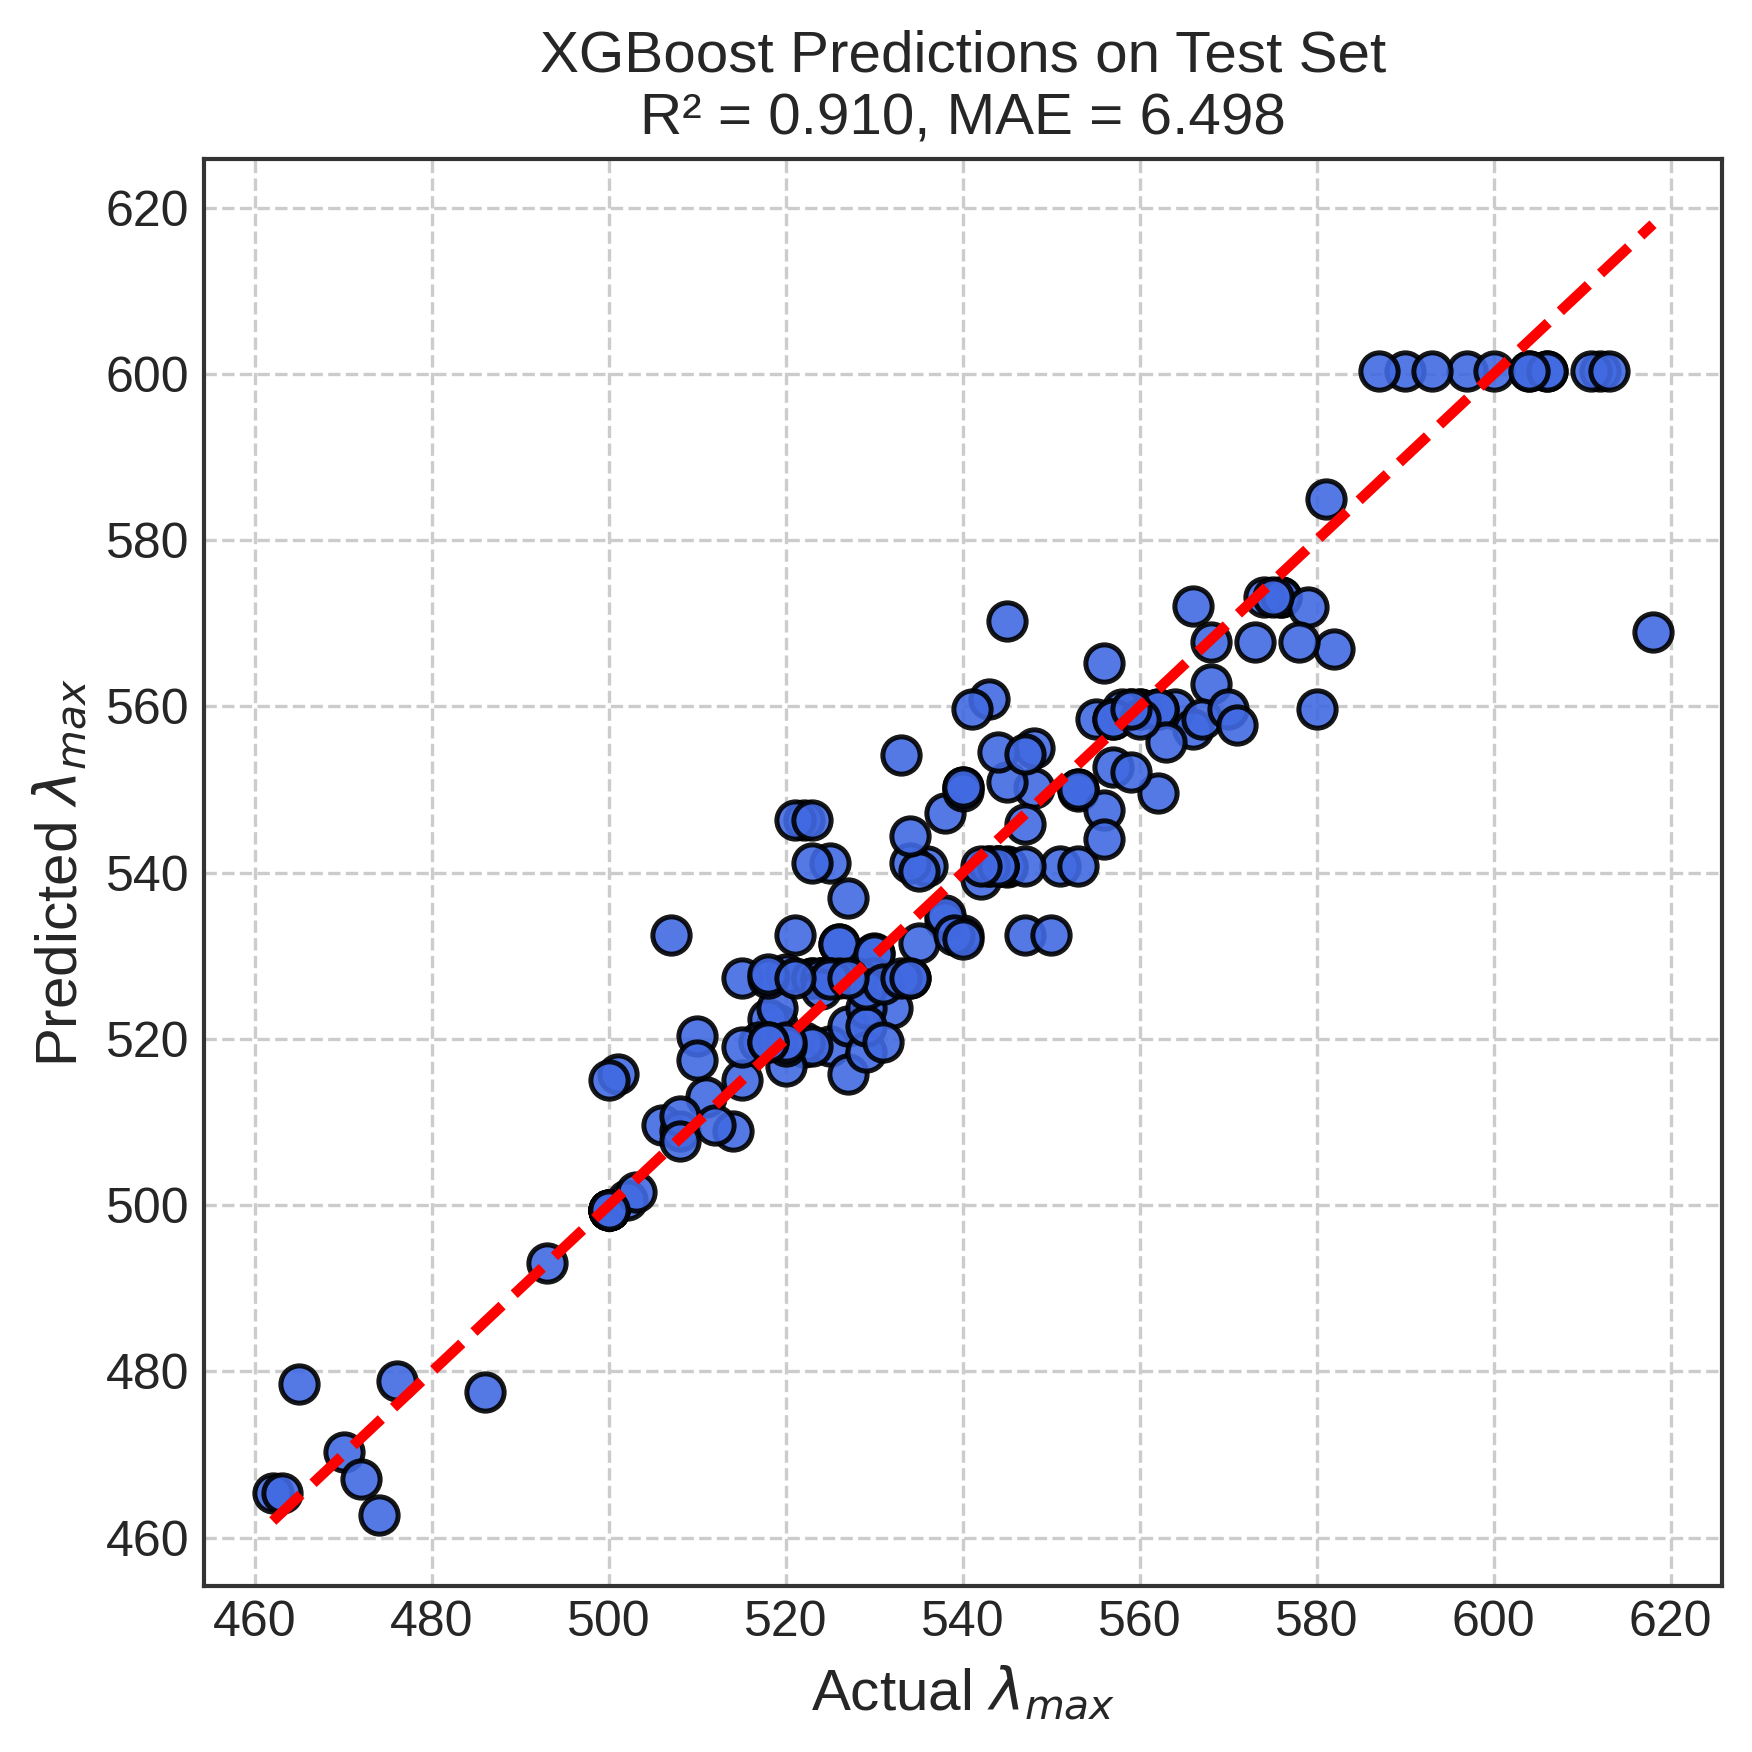 XGBoost Predictions on Test Set
R² = 0.910, MAE = 6.498
Predicted λmax
620
600
580
560
540
520
500
480
460
460 480 500 520 540 560 580 600 620
Actual λmax